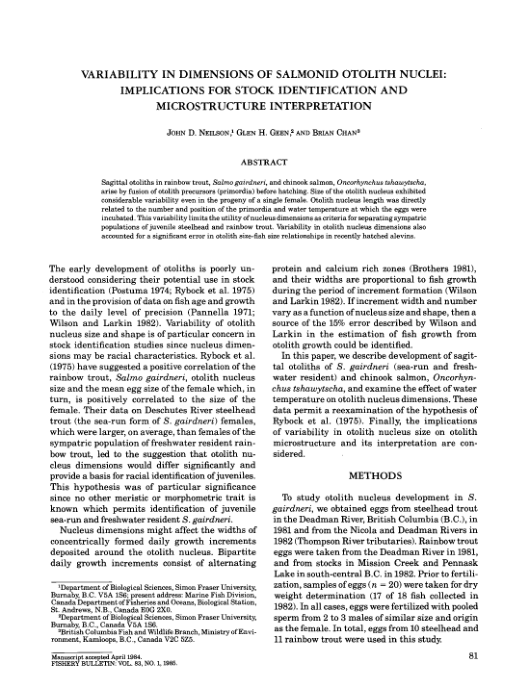 VARIABILITY IN DIMENSIONS OF SALMONID OTOLITH NUCLEI:
IMPLICATIONS FOR STOCK IDENTIFICATION AND
MICROSTRUCTURE INTERPRETATION
JOHN D. NEILSON,¹ GLEN H. GEEN,² AND BRIAN CHAN³
ABSTRACT
Sagittal otoliths in rainbow trout, Salmo gairdneri, and chinook salmon, Oncorhynchus tshawytscha,
arise by fusion of otolith precursors (primordia) before hatching. Size of the otolith nucleus exhibited
considerable variability even in the progeny of a single female. Otolith nucleus length was directly
related to the number and position of the primordia and water temperature at which the eggs were
incubated. This variability limits the utility of nucleus dimensions as criteria for separating sympatric
populations of juvenile steelhead and rainbow trout. Variability in otolith nucleus dimensions also
accounted for a significant error in otolith size-fish size relationships in recently hatched alevins.
The early development of otoliths is poorly un-
derstood considering their potential use in stock
identification (Postuma 1974; Rybock et al. 1975)
and in the provision of data on fish age and growth
to the daily level of precision (Pannella 1971;
Wilson and Larkin 1982). Variability of otolith
nucleus size and shape is of particular concern in
stock identification studies since nucleus dimen-
sions may be racial characteristics. Rybock et al.
(1975) have suggested a positive correlation of the
rainbow trout, Salmo gairdneri, otolith nucleus
size and the mean egg size of the female which, in
turn, is positively correlated to the size of the
female. Their data on Deschutes River steelhead
trout (the sea-run form of S. gairdneri) females,
which were larger, on average, than females of the
sympatric population of freshwater resident rain-
bow trout, led to the suggestion that otolith nu-
cleus dimensions would differ significantly and
provide a basis for racial identification of juveniles.
This hypothesis was of particular significance
since no other meristic or morphometric trait is
known which permits identification of juvenile
sea-run and freshwater resident S. gairdneri.
Nucleus dimensions might affect the widths of
concentrically formed daily growth increments
deposited around the otolith nucleus. Bipartite
daily growth increments consist of alternating
¹Department of Biological Sciences, Simon Fraser University,
Burnaby, B.C. V5A 1S6; present address: Marine Fish Division,
Canada Department of Fisheries and Oceans, Biological Station,
St. Andrews, N.B., Canada E0G 2X0.
²Department of Biological Sciences, Simon Fraser University,
Burnaby, B.C., Canada V5A 1S6.
³British Columbia Fish and Wildlife Branch, Ministry of Envi-
ronment, Kamloops, B.C., Canada V2C 5Z5.
Manuscript accepted April 1984.
FISHERY BULLETIN: VOL. 83, NO. 1, 1985.
protein and calcium rich zones (Brothers 1981),
and their widths are proportional to fish growth
during the period of increment formation (Wilson
and Larkin 1982). If increment width and number
vary as a function of nucleus size and shape, then a
source of the 15% error described by Wilson and
Larkin in the estimation of fish growth from
otolith growth could be identified.
In this paper, we describe development of sagit-
tal otoliths of S. gairdneri (sea-run and fresh-
water resident) and chinook salmon, Oncorhyn-
chus tshawytscha, and examine the effect of water
temperature on otolith nucleus dimensions. These
data permit a reexamination of the hypothesis of
Rybock et al. (1975). Finally, the implications
of variability in otolith nucleus size on otolith
microstructure and its interpretation are con-
sidered.
METHODS
To study otolith nucleus development in S.
gairdneri, we obtained eggs from steelhead trout
in the Deadman River, British Columbia (B.C.), in
1981 and from the Nicola and Deadman Rivers in
1982 (Thompson River tributaries). Rainbow trout
eggs were taken from the Deadman River in 1981,
and from stocks in Mission Creek and Pennask
Lake in south-central B.C. in 1982. Prior to fertili-
zation, samples of eggs (n = 20) were taken for dry
weight determination (17 of 18 fish collected in
1982). In all cases, eggs were fertilized with pooled
sperm from 2 to 3 males of similar size and origin
as the female. In total, eggs from 10 steelhead and
11 rainbow trout were used in this study.
81